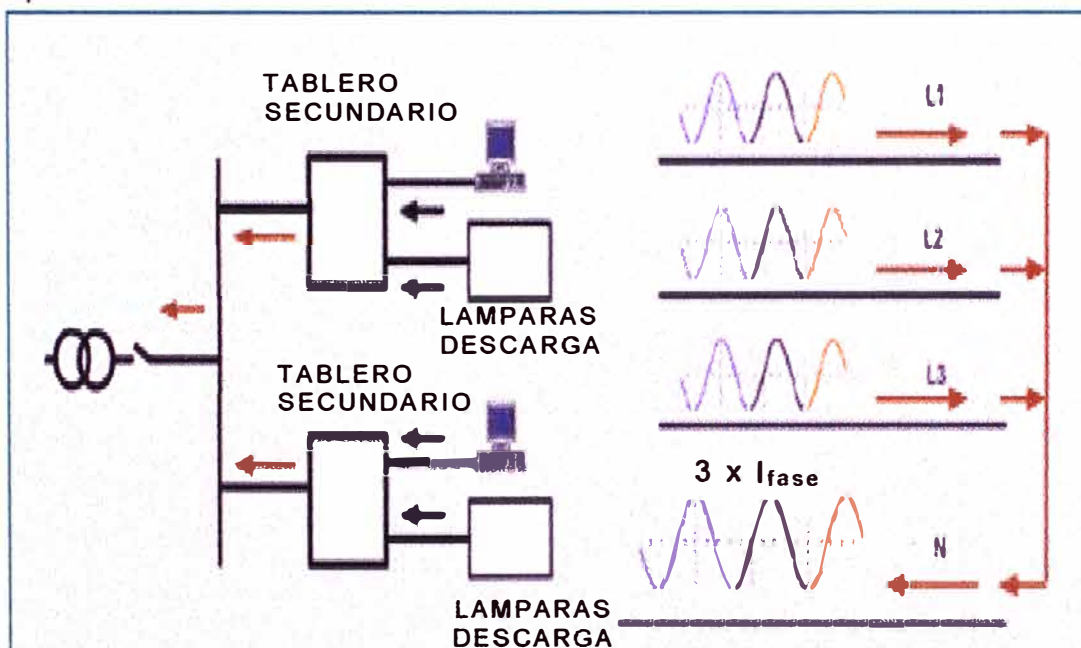 TABLERO
SECUNDARIO
LAMPARAS
DESCARGA
TABLERO
SECUNDARIO
LAMPARAS
DESCARGA
L1
L2
L3
3 x Ifase
N